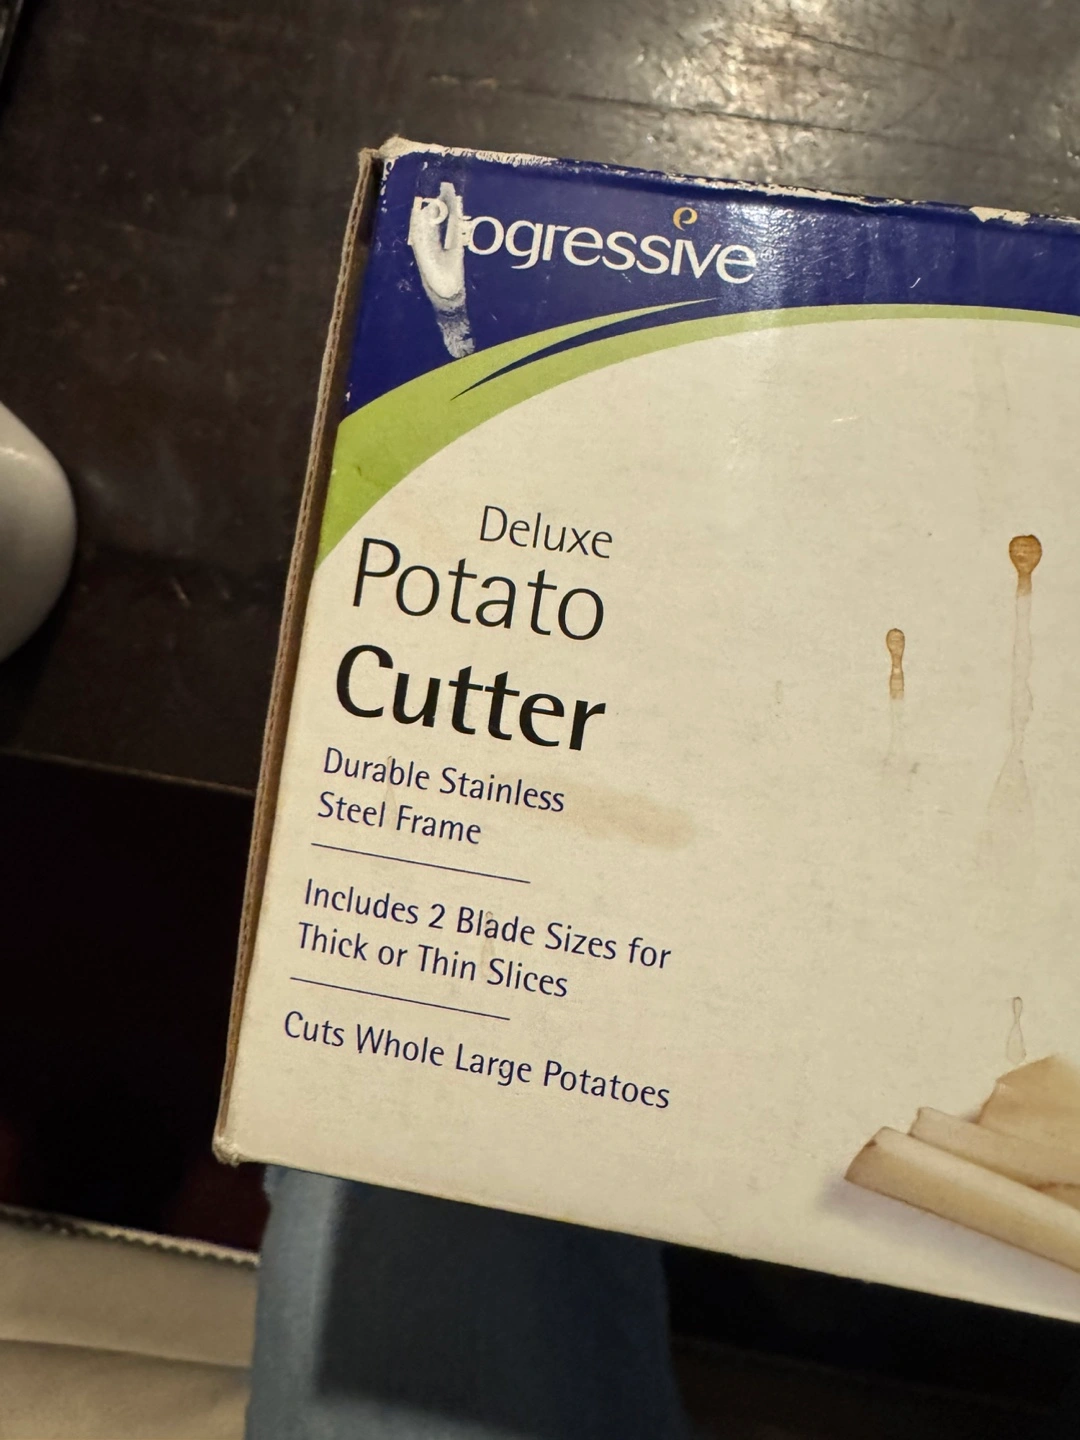 Progressive
Deluxe
Potato
Cutter
Durable Stainless
Steel Frame
Includes 2 Blade Sizes for
Thick or Thin Slices
Cuts Whole Large Potatoes